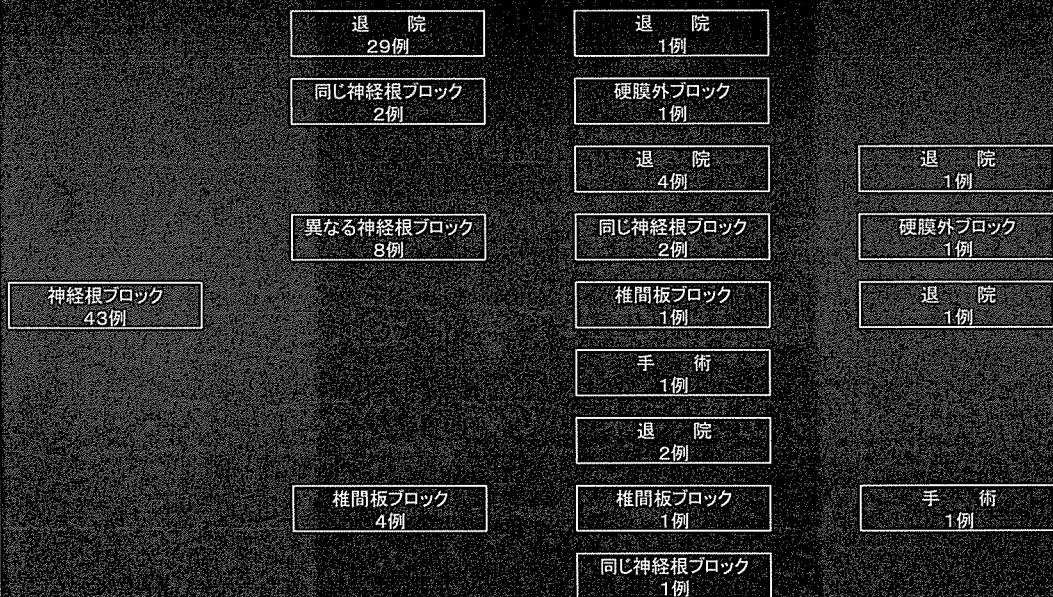 神経根ブロック
43例
退　院
29例
同じ神経根ブロック
2例
異なる神経根ブロック
8例
椎間板ブロック
4例
退　院
1例
硬膜外ブロック
1例
退　院
4例
同じ神経根ブロック
2例
椎間板ブロック
1例
手　術
1例
退　院
2例
椎間板ブロック
1例
同じ神経根ブロック
1例
退　院
1例
硬膜外ブロック
1例
退　院
1例
手　術
1例